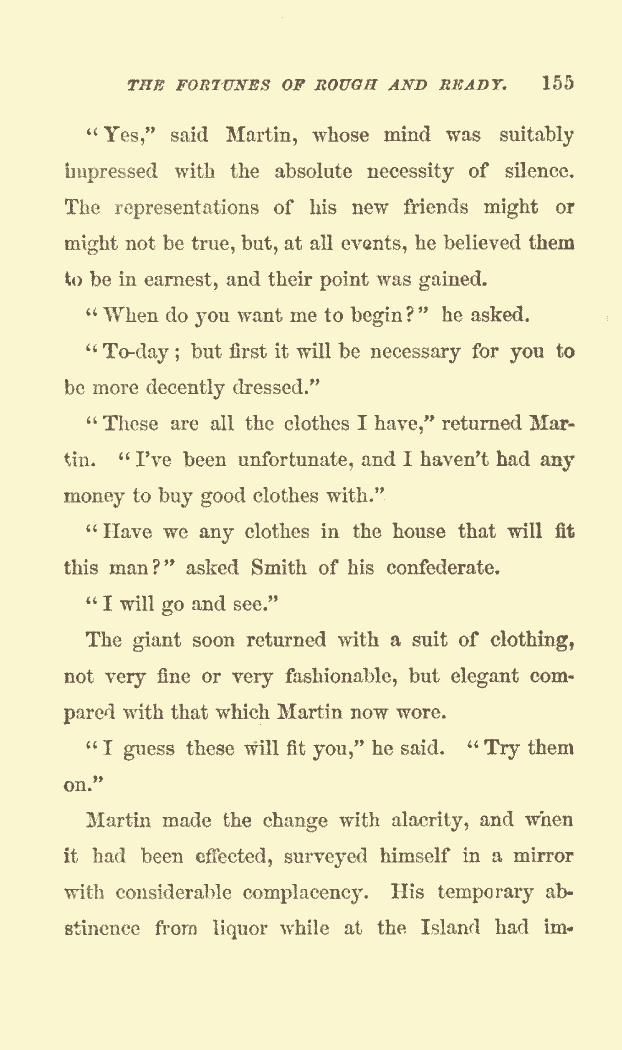 THE FORTUNES OF ROUGH AND READY. 155
"Yes," said Martin, whose mind was suitably
impressed with the absolute necessity of silence.
The representations of his new friends might or
might not be true, but, at all events, he believed them
to be in earnest, and their point was gained.
"When do you want me to begin?" he asked.
"To-day; but first it will be necessary for you to
be more decently dressed."
"These are all the clothes I have," returned Mar-
tin. "I've been unfortunate, and I haven't had any
money to buy good clothes with."
"Have we any clothes in the house that will fit
this man?" asked Smith of his confederate.
"I will go and see."
The giant soon returned with a suit of clothing,
not very fine or very fashionable, but elegant com-
pared with that which Martin now wore.
"I guess these will fit you," he said. "Try them
on."
Martin made the change with alacrity, and when
it had been effected, surveyed himself in a mirror
with considerable complacency. His temporary ab-
stinence from liquor while at the Island had im-